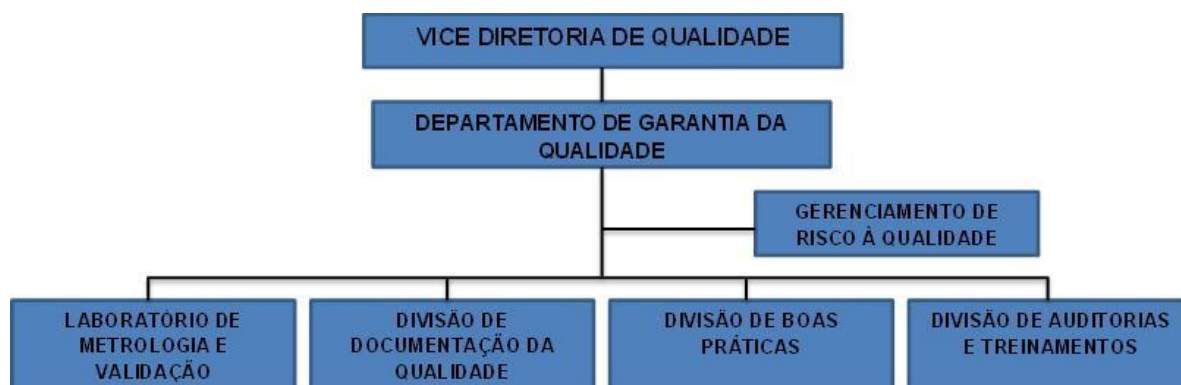 VICE DIRETORIA DE QUALIDADE
DEPARTAMENTO DE GARANTIA DA
QUALIDADE
GERENCIAMENTO DE
RISCO À QUALIDADE
LABORATÓRIO DE
METROLOGIA E
VALIDAÇÃO
DIVISÃO DE
DOCUMENTAÇÃO DA
QUALIDADE
DIVISÃO DE BOAS
PRÁTICAS
DIVISÃO DE AUDITORIAS
E TREINAMENTOS